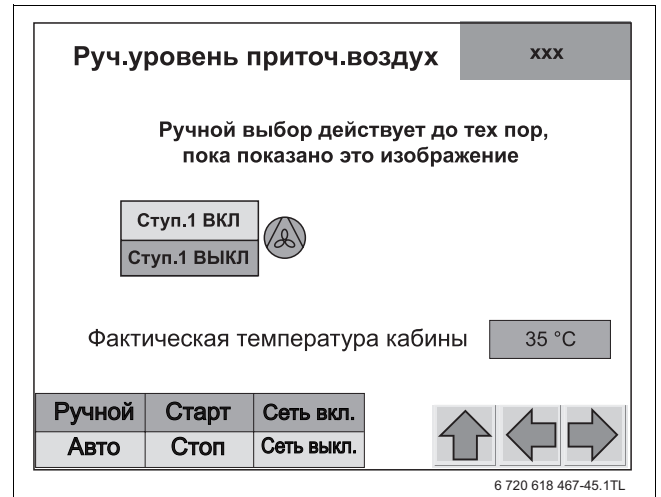 Руч.уровень приточ.воздух
xxx
Ручной выбор действует до тех пор,
пока показано это изображение
Ступ.1 ВКЛ
Ступ.1 ВЫКЛ
Фактическая температура кабины
35 °C
Ручной Старт Сеть вкл.
Авто Стоп Сеть выкл.
6 720 618 467-45.1TL